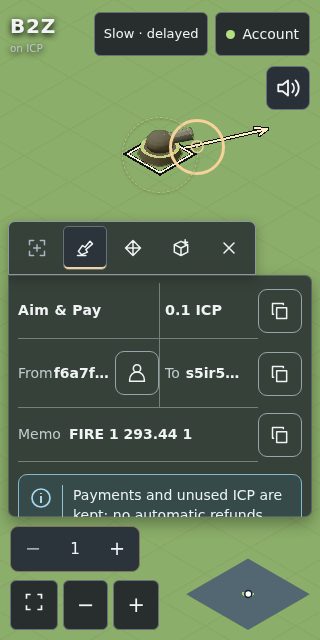 B2Z
on ICP
Slow · delayed
Account
Aim & Pay
0.1 ICP
From f6a7f...
To s5ir5...
Memo FIRE 1 293.44 1
Payments and unused ICP are
kept; no automatic refunds
1